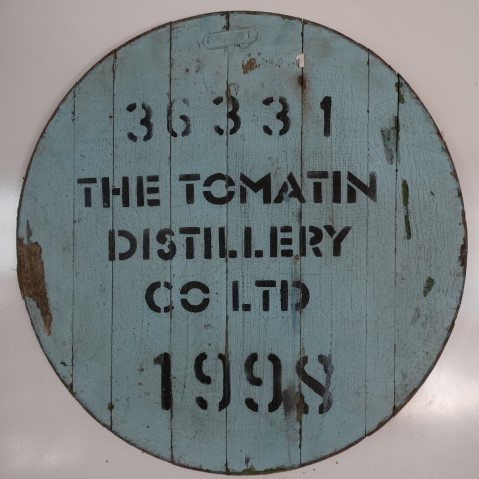 36331
THE TOMATIN
DISTILLERY
CO LTD
1998